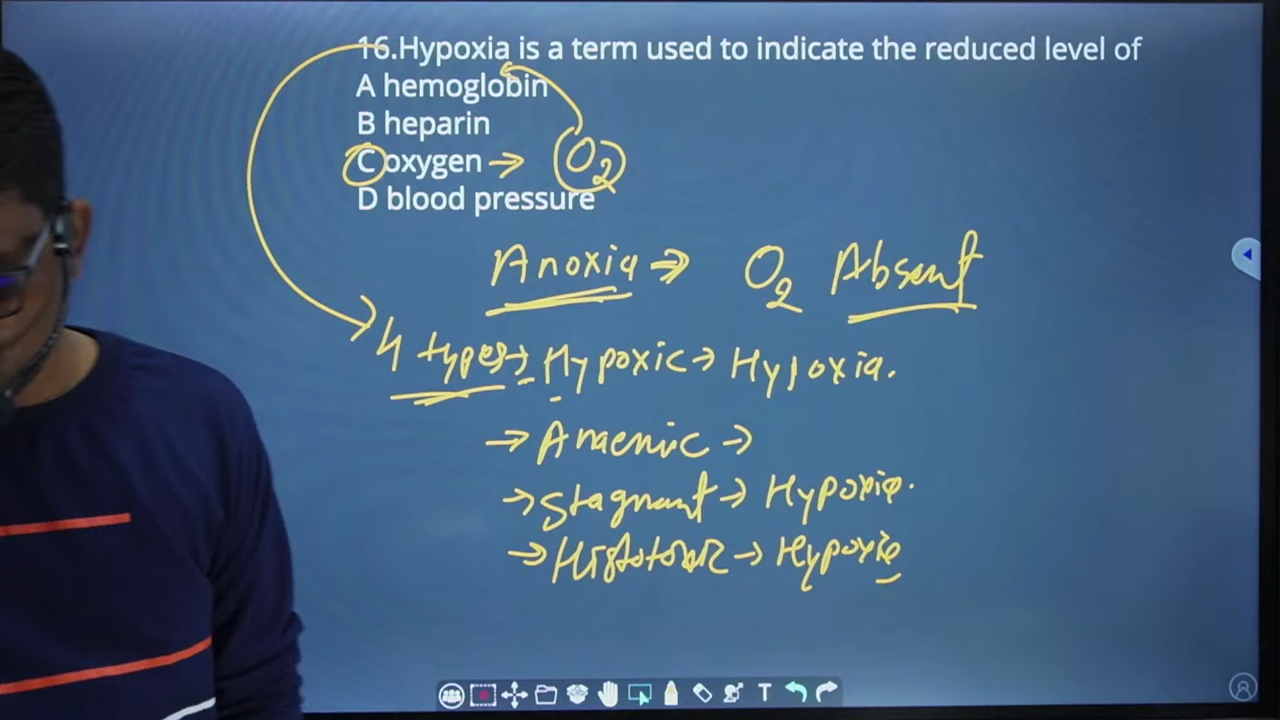 16.Hypoxia is a term used to indicate the reduced level of
A hemoglobin
B heparin
C oxygen → O2
D blood pressure
Anoxia → O2 Absent
4 types → Hypoxic → Hypoxia.
→ Anaemic →
→ Stagnant → Hypoxia.
→ Histotoxic → Hypoxia
T